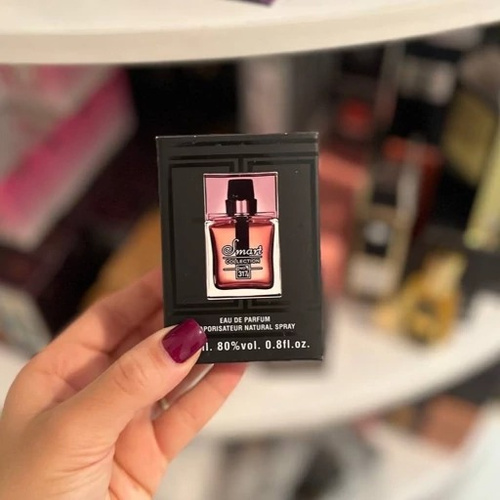 Smart
COLLECTION
317
EAU DE PARFUM
VAPORISATEUR NATURAL SPRAY
80%vol. 0.8fl.oz.